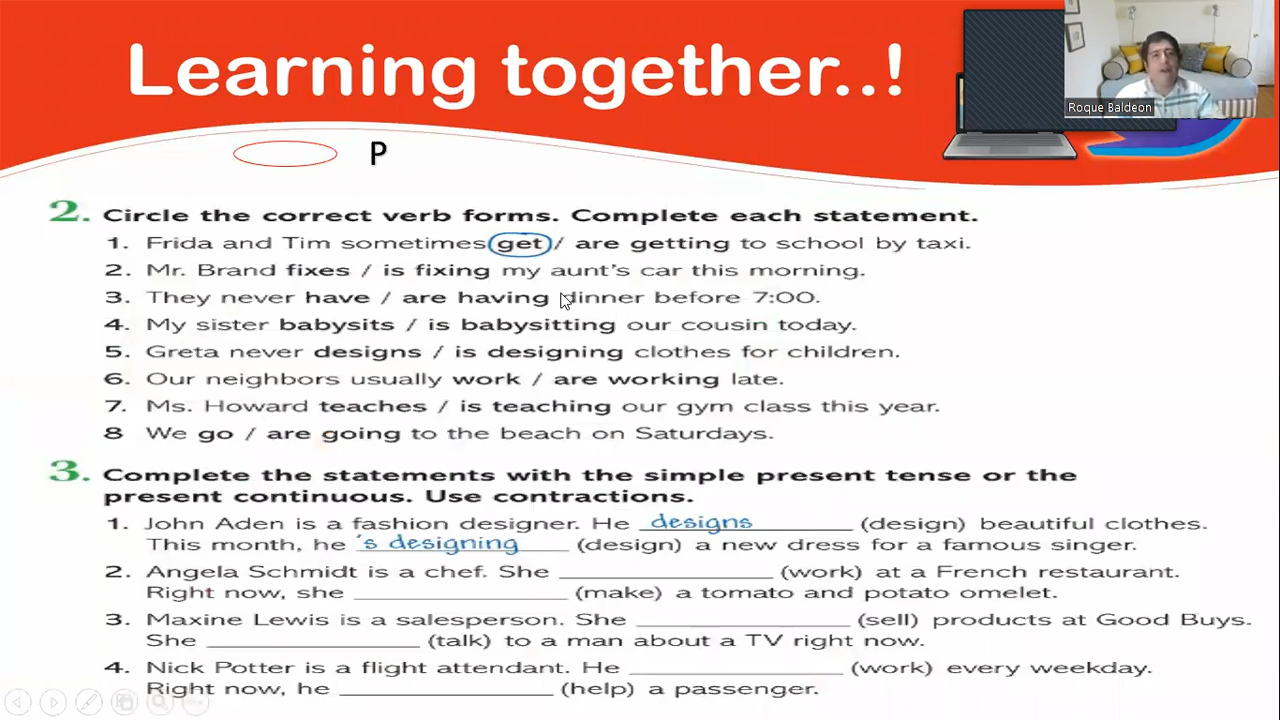 Learning together..!
Roque Baldeon
P
2. Circle the correct verb forms. Complete each statement.
1. Frida and Tim sometimes get / are getting to school by taxi.
2. Mr. Brand fixes / is fixing my aunt's car this morning.
3. They never have / are having dinner before 7:00.
4. My sister babysits / is babysitting our cousin today.
5. Greta never designs / is designing clothes for children.
6. Our neighbors usually work / are working late.
7. Ms. Howard teaches / is teaching our gym class this year.
8 We go / are going to the beach on Saturdays.
3. Complete the statements with the simple present tense or the
present continuous. Use contractions.
1. John Aden is a fashion designer. He designs (design) beautiful clothes.
This month, he 's designing (design) a new dress for a famous singer.
2. Angela Schmidt is a chef. She ____________ (work) at a French restaurant.
Right now, she ____________ (make) a tomato and potato omelet.
3. Maxine Lewis is a salesperson. She ____________ (sell) products at Good Buys.
She ____________ (talk) to a man about a TV right now.
4. Nick Potter is a flight attendant. He ____________ (work) every weekday.
Right now, he ____________ (help) a passenger.